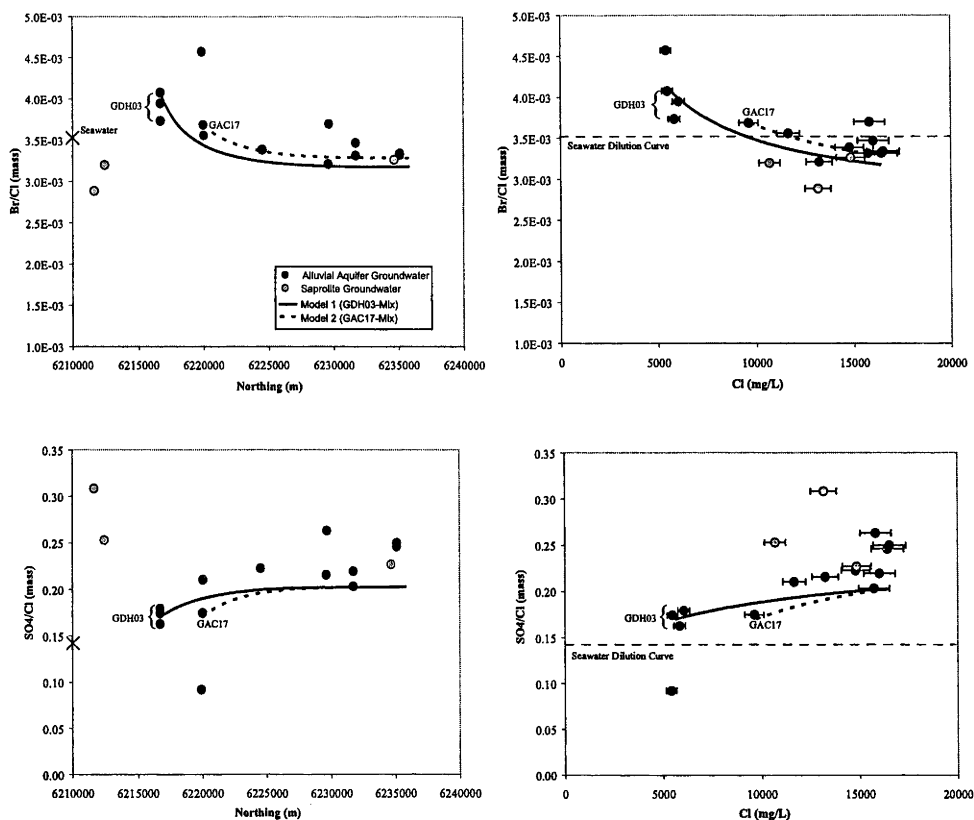 5.0E-03
4.5E-03
4.0E-03
3.5E-03
3.0E-03
2.5E-03
2.0E-03
1.5E-03
1.0E-03
Br/Cl (mass)
GDH03
GAC17
Seawater
Alluvial Aquifer Groundwater
Saprolite Groundwater
Model 1 (GDH03-Mix)
Model 2 (GAC17-Mix)
6210000 6215000 6220000 6225000 6230000 6235000 6240000
Northing (m)
5.0E-03
4.5E-03
4.0E-03
3.5E-03
3.0E-03
2.5E-03
2.0E-03
1.5E-03
1.0E-03
Br/Cl (mass)
GDH03
GAC17
Seawater Dilution Curve
0 5000 10000 15000 20000
Cl (mg/L)
0.35
0.30
0.25
0.20
0.15
0.10
0.05
0.00
SO4/Cl (mass)
GDH03
GAC17
6210000 6215000 6220000 6225000 6230000 6235000 6240000
Northing (m)
0.35
0.30
0.25
0.20
0.15
0.10
0.05
0.00
SO4/Cl (mass)
GDH03
GAC17
Seawater Dilution Curve
0 5000 10000 15000 20000
Cl (mg/L)